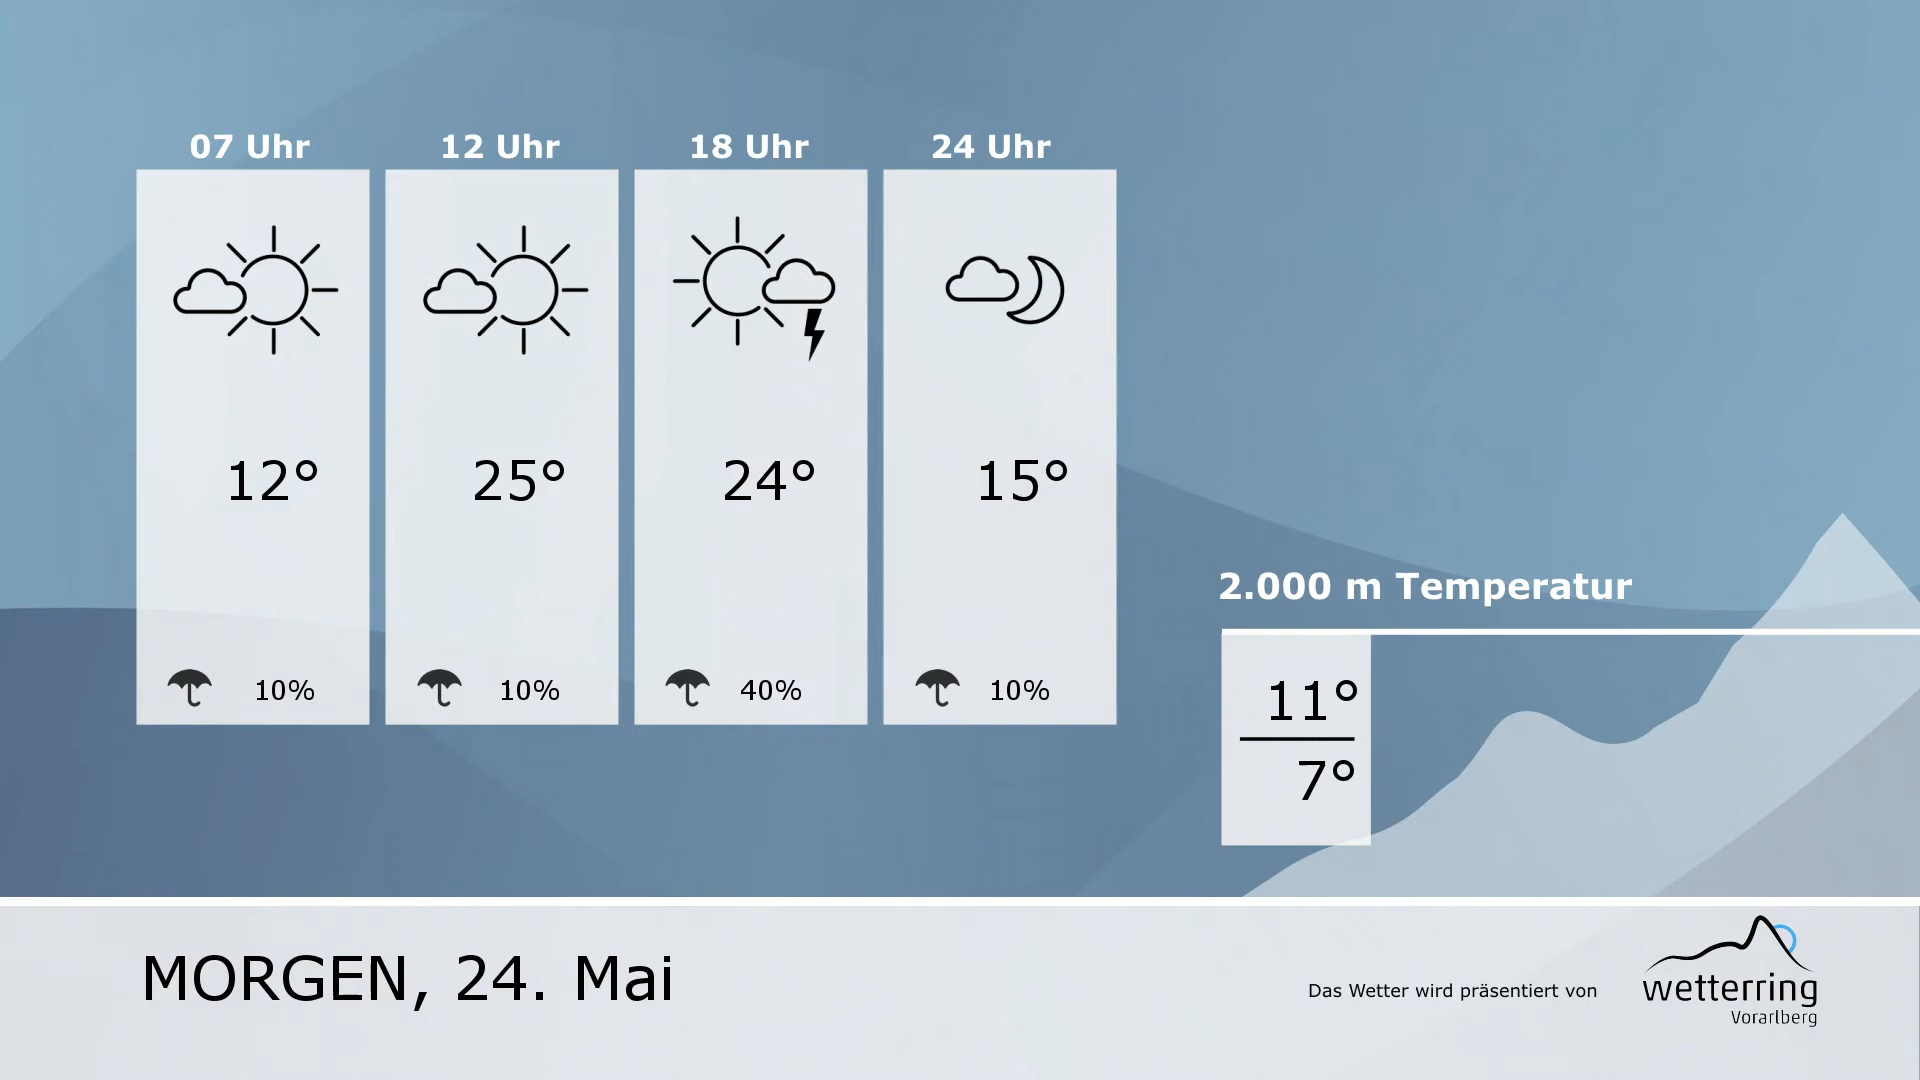 07 Uhr 12 Uhr 18 Uhr 24 Uhr
12° 25° 24° 15°
10% 10% 40% 10%
2.000 m Temperatur
11°
7°
MORGEN, 24. Mai
Das Wetter wird präsentiert von
wetterring
Vorarlberg